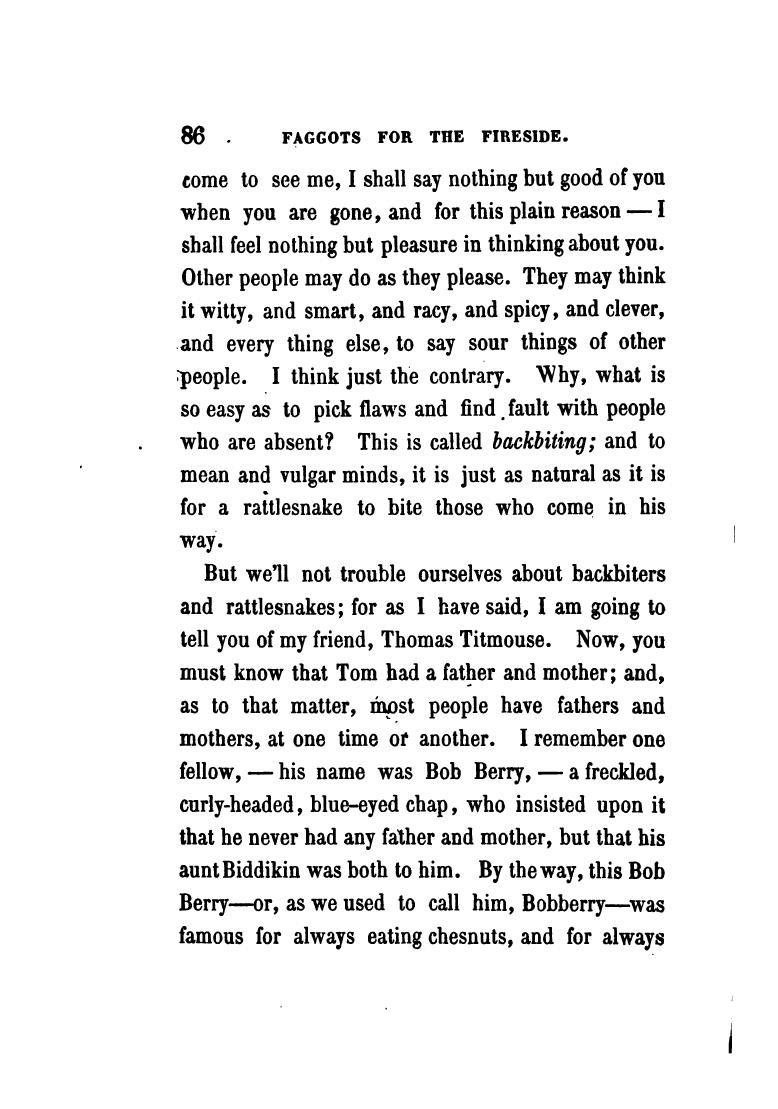 86 FAGGOTS FOR THE FIRESIDE.
come to see me, I shall say nothing but good of you
when you are gone, and for this plain reason — I
shall feel nothing but pleasure in thinking about you.
Other people may do as they please. They may think
it witty, and smart, and racy, and spicy, and clever,
and every thing else, to say sour things of other
people. I think just the contrary. Why, what is
so easy as to pick flaws and find fault with people
who are absent? This is called backbiting; and to
mean and vulgar minds, it is just as natural as it is
for a rattlesnake to bite those who come in his
way.
But we'll not trouble ourselves about backbiters
and rattlesnakes; for as I have said, I am going to
tell you of my friend, Thomas Titmouse. Now, you
must know that Tom had a father and mother; and,
as to that matter, most people have fathers and
mothers, at one time or another. I remember one
fellow, — his name was Bob Berry, — a freckled,
curly-headed, blue-eyed chap, who insisted upon it
that he never had any father and mother, but that his
aunt Biddikin was both to him. By the way, this Bob
Berry—or, as we used to call him, Bobberry—was
famous for always eating chesnuts, and for always